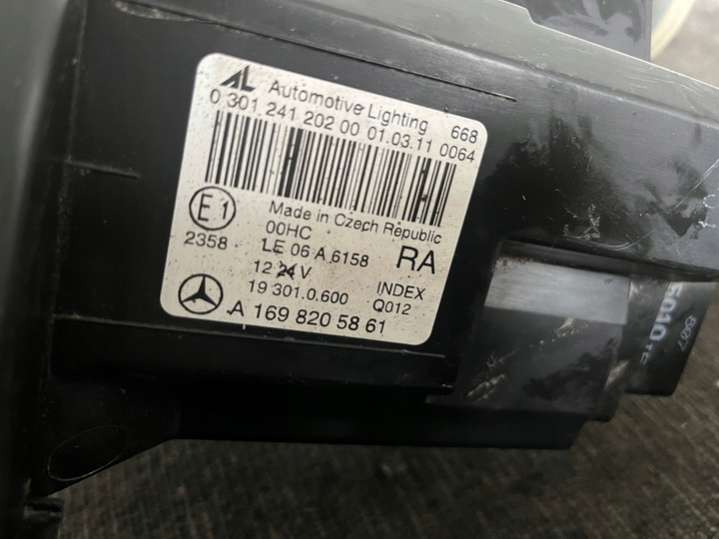 AL Automotive Lighting 668
0 301 241 202 00 01.03.11 0064
E1
2358
Made in Czech Republic
00HC
LE 06 A 6158 RA
12 24 V
19 301.0.600 INDEX
Q012
A 169 820 58 61